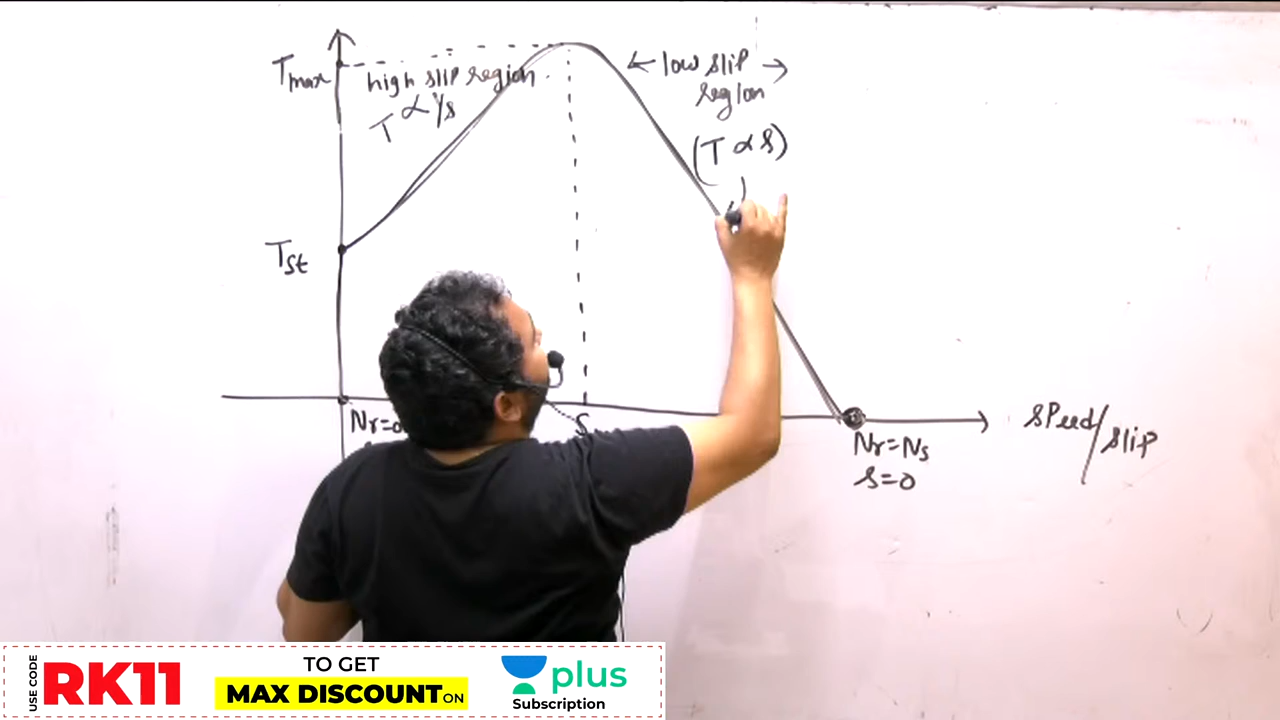 Tmax
high slip region
T ∝ 1/s
low slip
region
(T ∝ s)
Tst
Nr=0
S
Nr=Ns
s=0
speed/slip
USE CODE
RK11
TO GET
MAX DISCOUNT ON
plus
Subscription